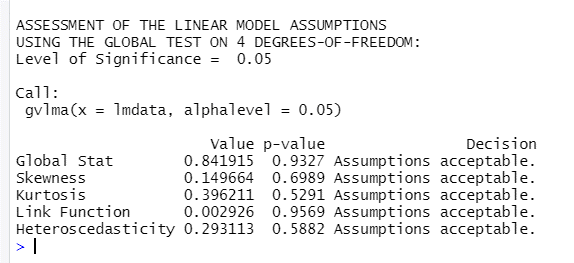 ASSESSMENT OF THE LINEAR MODEL ASSUMPTIONS
USING THE GLOBAL TEST ON 4 DEGREES-OF-FREEDOM:
Level of Significance =  0.05
Call:
 gvlma(x = lmdata, alphalevel = 0.05)
                      Value p-value                Decision
Global Stat        0.841915  0.9327 Assumptions acceptable.
Skewness           0.149664  0.6989 Assumptions acceptable.
Kurtosis           0.396211  0.5291 Assumptions acceptable.
Link Function      0.002926  0.9569 Assumptions acceptable.
Heteroscedasticity 0.293113  0.5882 Assumptions acceptable.
>